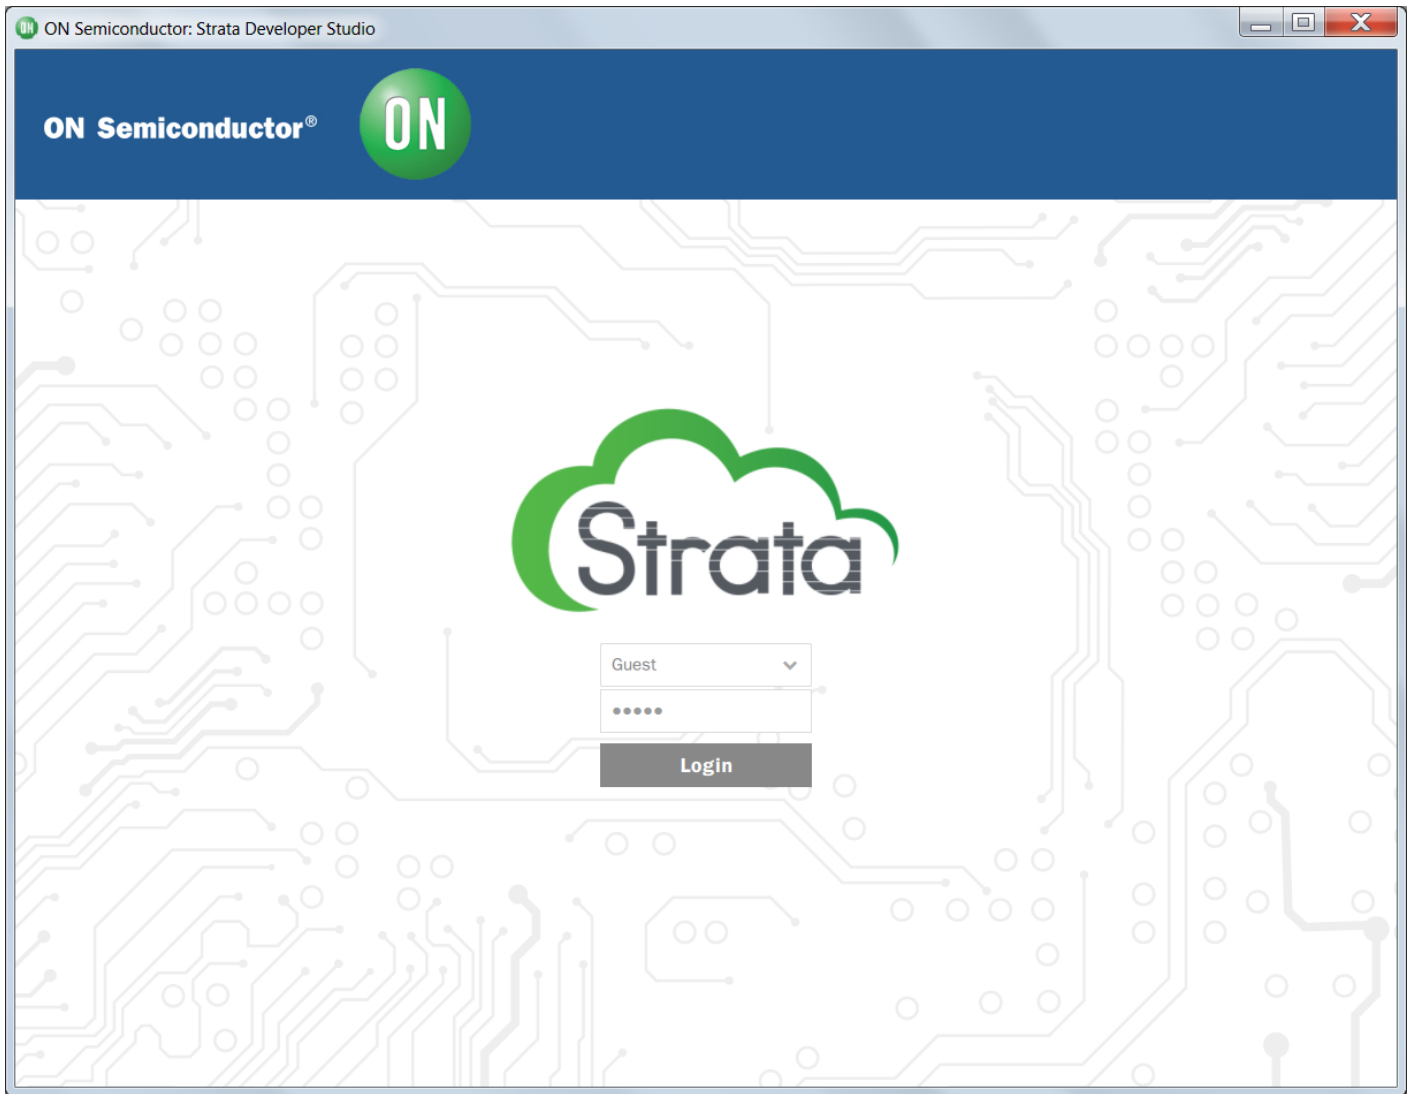 ON Semiconductor: Strata Developer Studio
ON Semiconductor®
ON
Strata
Guest
•••••
Login